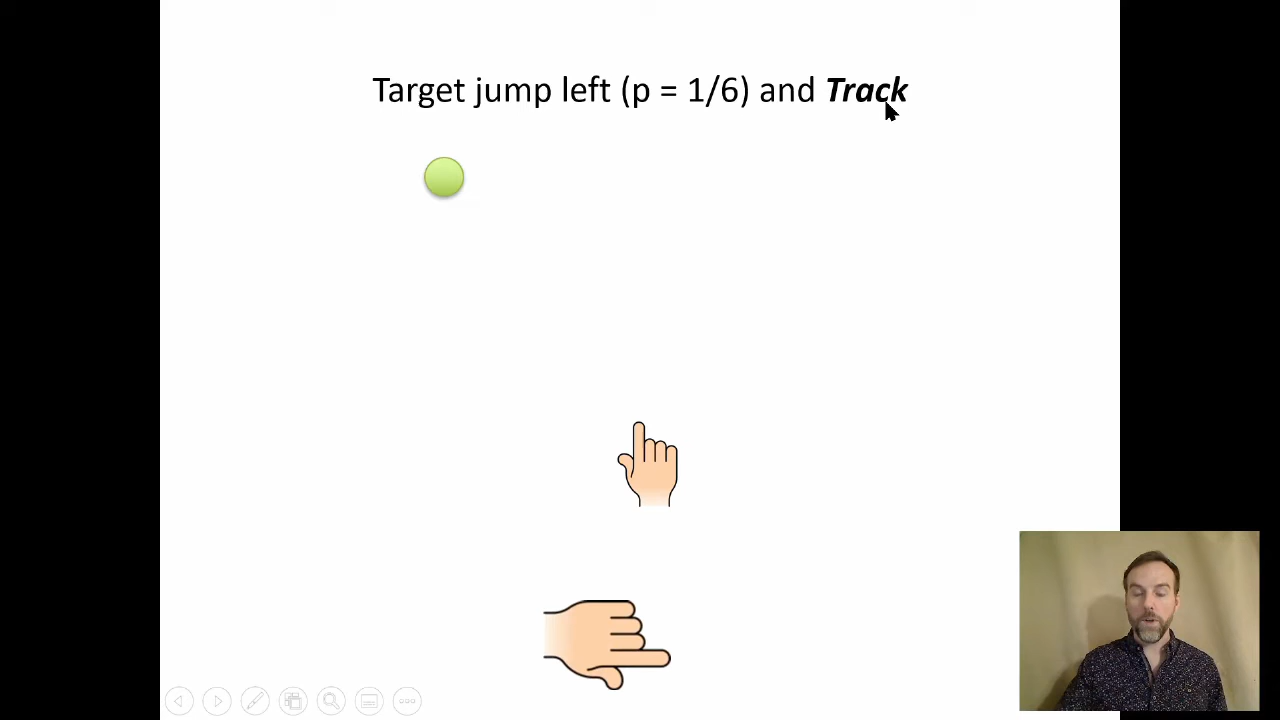 Target jump left (p = 1/6) and Track